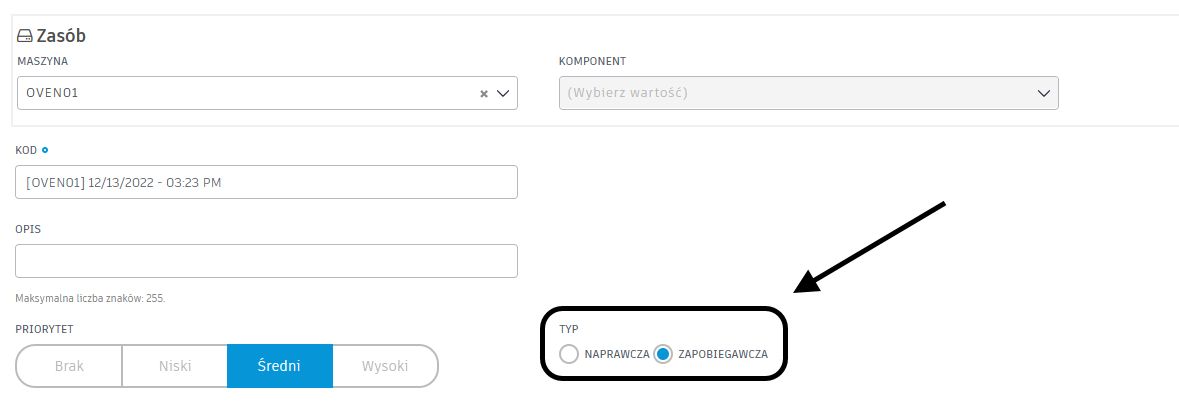 Zasób
MASZYNA
KOMPONENT
OVEN01
(Wybierz wartość)
KOD
[OVEN01] 12/13/2022 - 03:23 PM
OPIS
Maksymalna liczba znaków: 255.
PRIORYTET
TYP
Brak Niski Średni Wysoki
NAPRAWCZA ZAPOBIEGAWCZA